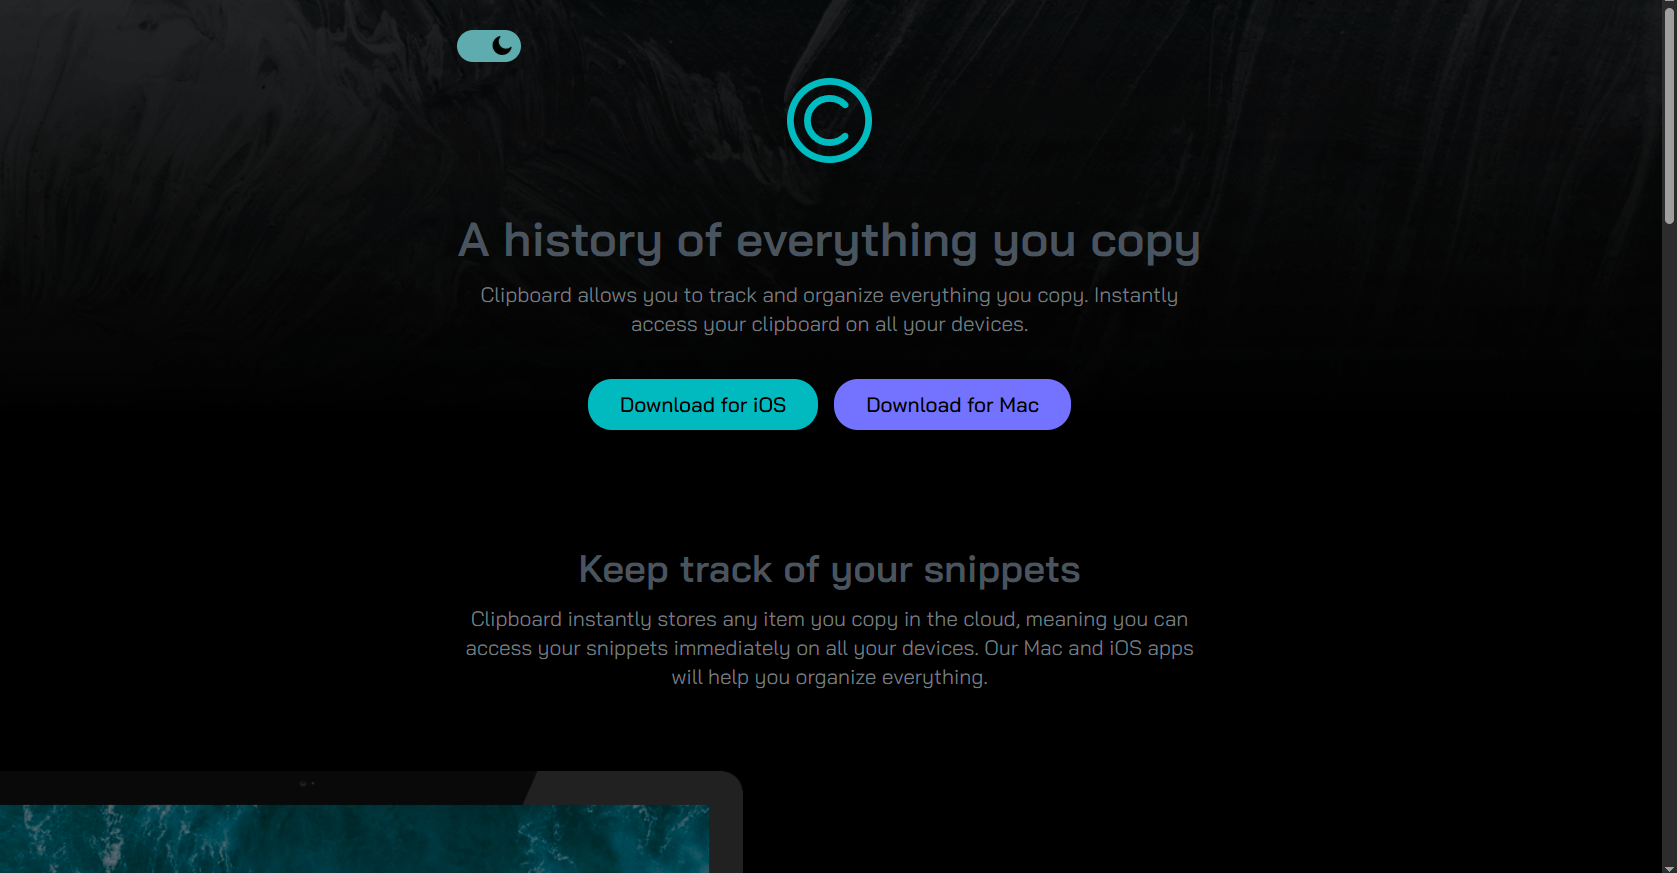 A history of everything you copy
Clipboard allows you to track and organize everything you copy. Instantly
access your clipboard on all your devices.
Download for iOS
Download for Mac
Keep track of your snippets
Clipboard instantly stores any item you copy in the cloud, meaning you can
access your snippets immediately on all your devices. Our Mac and iOS apps
will help you organize everything.